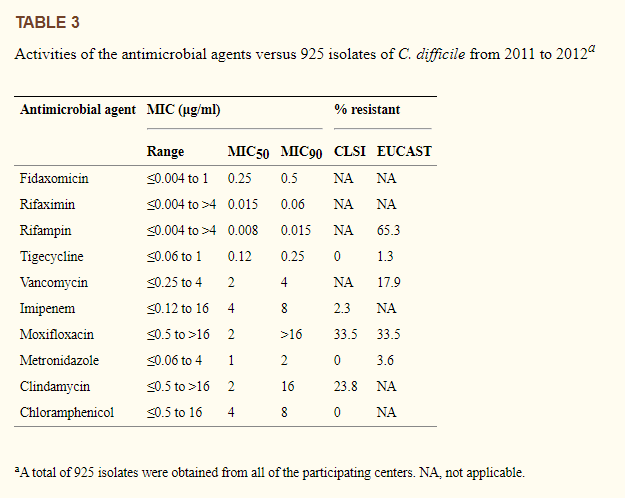 TABLE 3
Activities of the antimicrobial agents versus 925 isolates of C. difficile from 2011 to 2012a
Antimicrobial agent MIC (μg/ml) % resistant
Range MIC50 MIC90 CLSI EUCAST
Fidaxomicin ≤0.004 to 1 0.25 0.5 NA NA
Rifaximin ≤0.004 to >4 0.015 0.06 NA NA
Rifampin ≤0.004 to >4 0.008 0.015 NA 65.3
Tigecycline ≤0.06 to 1 0.12 0.25 0 1.3
Vancomycin ≤0.25 to 4 2 4 NA 17.9
Imipenem ≤0.12 to 16 4 8 2.3 NA
Moxifloxacin ≤0.5 to >16 2 >16 33.5 33.5
Metronidazole ≤0.06 to 4 1 2 0 3.6
Clindamycin ≤0.5 to >16 2 16 23.8 NA
Chloramphenicol ≤0.5 to 16 4 8 0 NA
aA total of 925 isolates were obtained from all of the participating centers. NA, not applicable.